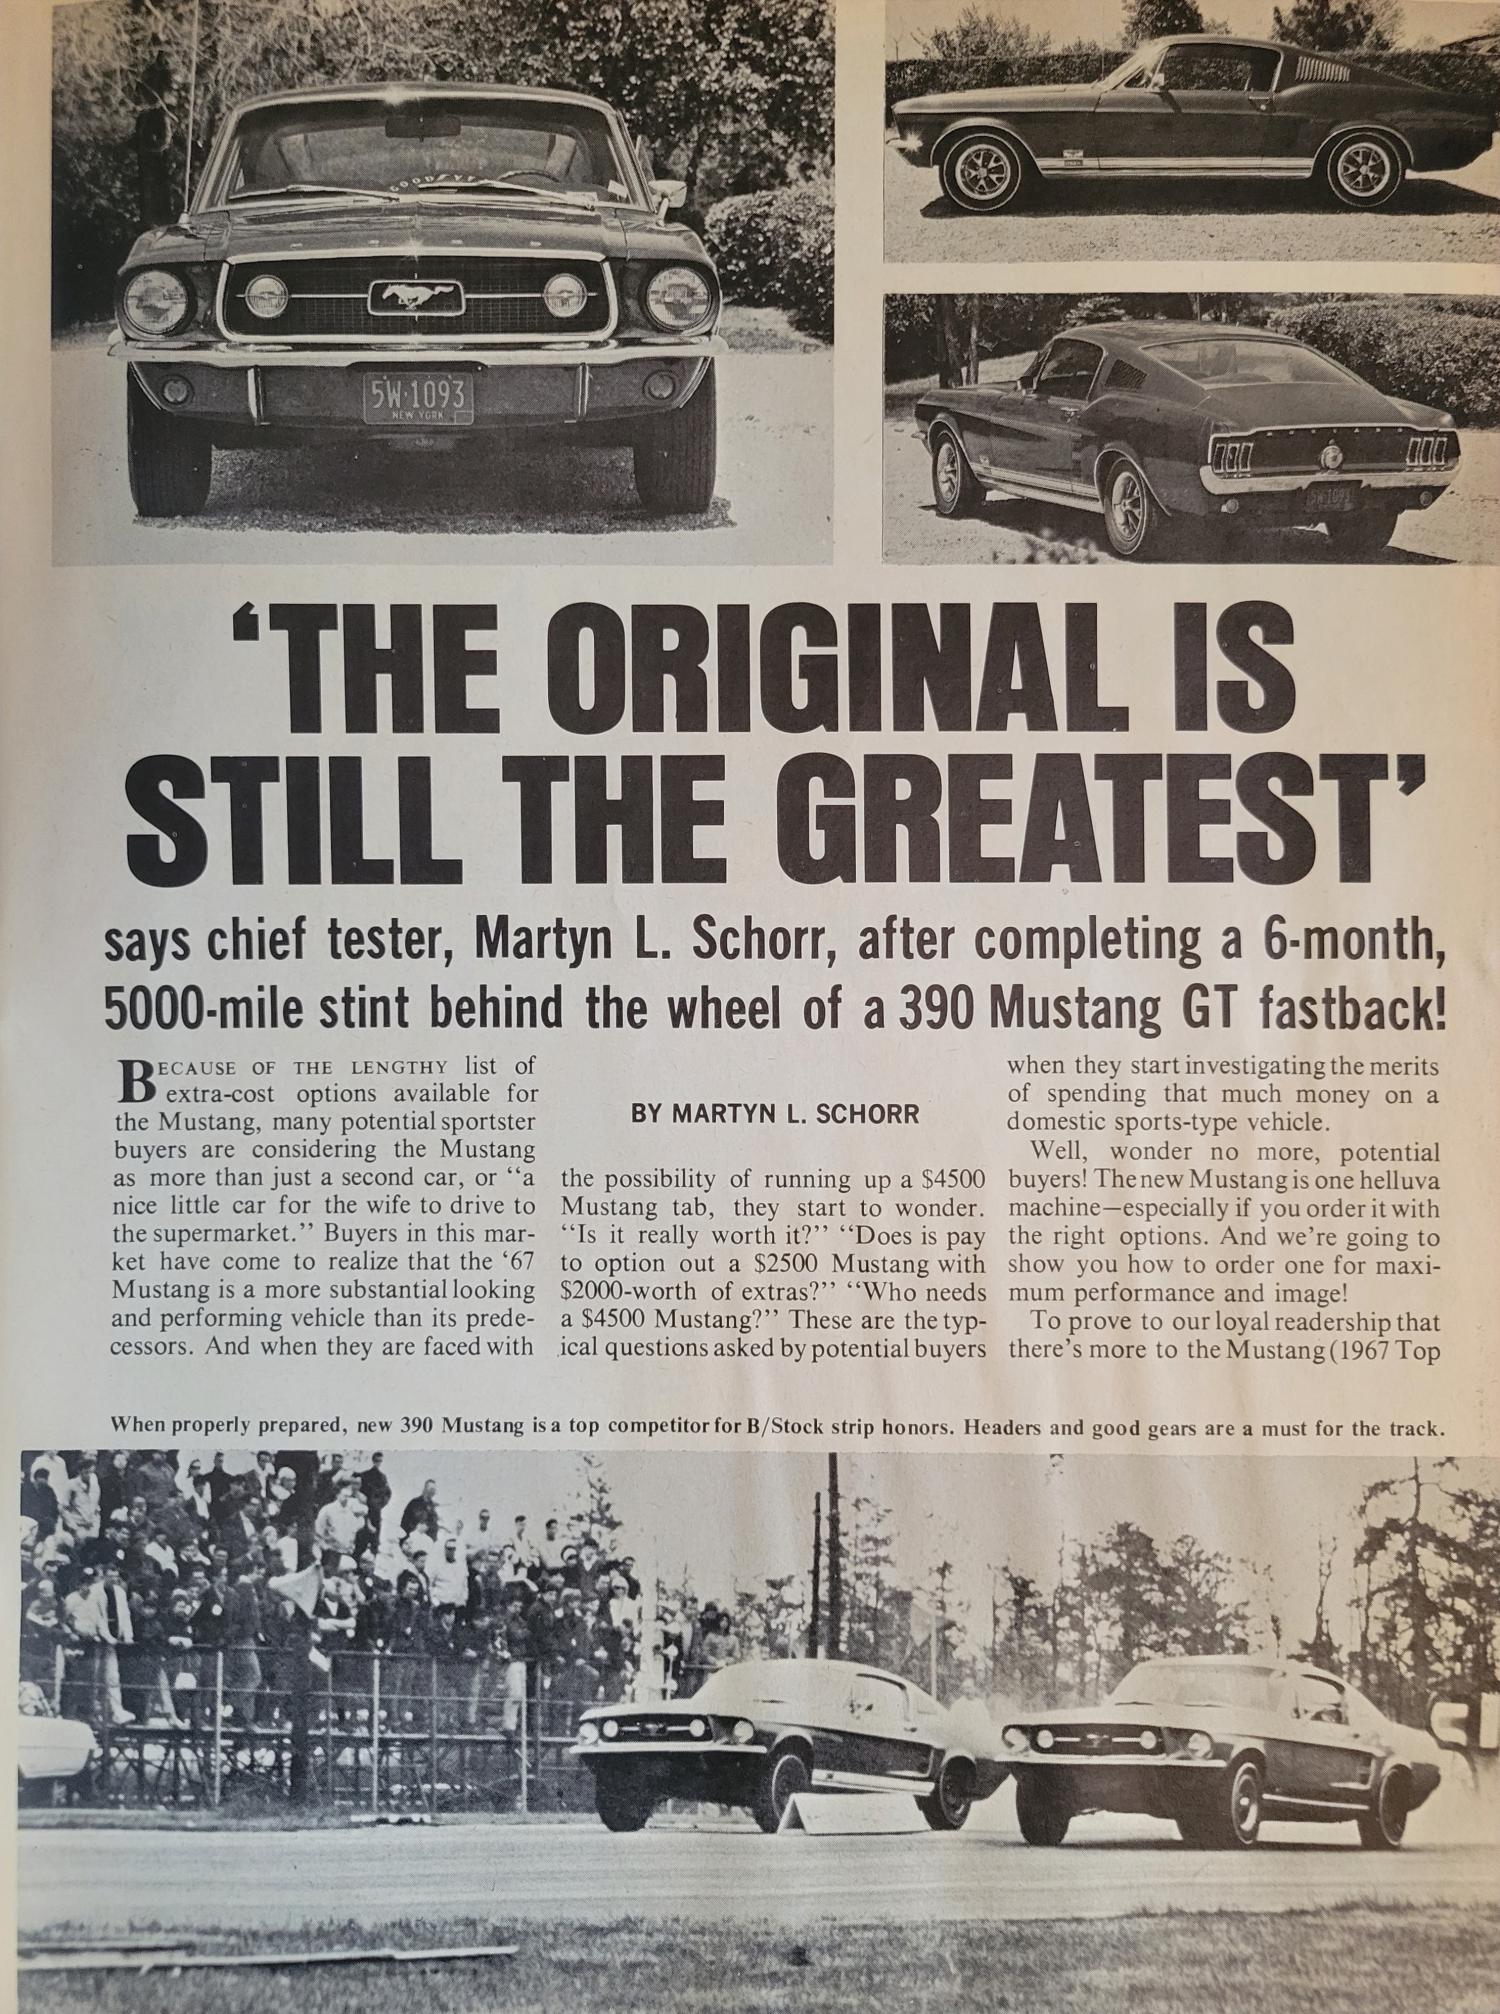 GOODYEAR
FORD
5W·1093
NEW YORK
MUSTANG
5W·1093
‘THE ORIGINAL IS
STILL THE GREATEST’
says chief tester, Martyn L. Schorr, after completing a 6-month,
5000-mile stint behind the wheel of a 390 Mustang GT fastback!
BECAUSE OF THE LENGTHY list of
extra-cost options available for
the Mustang, many potential sportster
buyers are considering the Mustang
as more than just a second car, or “a
nice little car for the wife to drive to
the supermarket.” Buyers in this mar-
ket have come to realize that the ‘67
Mustang is a more substantial looking
and performing vehicle than its prede-
cessors. And when they are faced with
BY MARTYN L. SCHORR
the possibility of running up a $4500
Mustang tab, they start to wonder.
“Is it really worth it?” “Does is pay
to option out a $2500 Mustang with
$2000-worth of extras?” “Who needs
a $4500 Mustang?” These are the typ-
ical questions asked by potential buyers
when they start investigating the merits
of spending that much money on a
domestic sports-type vehicle.
Well, wonder no more, potential
buyers! The new Mustang is one helluva
machine—especially if you order it with
the right options. And we’re going to
show you how to order one for maxi-
mum performance and image!
To prove to our loyal readership that
there’s more to the Mustang (1967 Top
When properly prepared, new 390 Mustang is a top competitor for B/Stock strip honors. Headers and good gears are a must for the track.